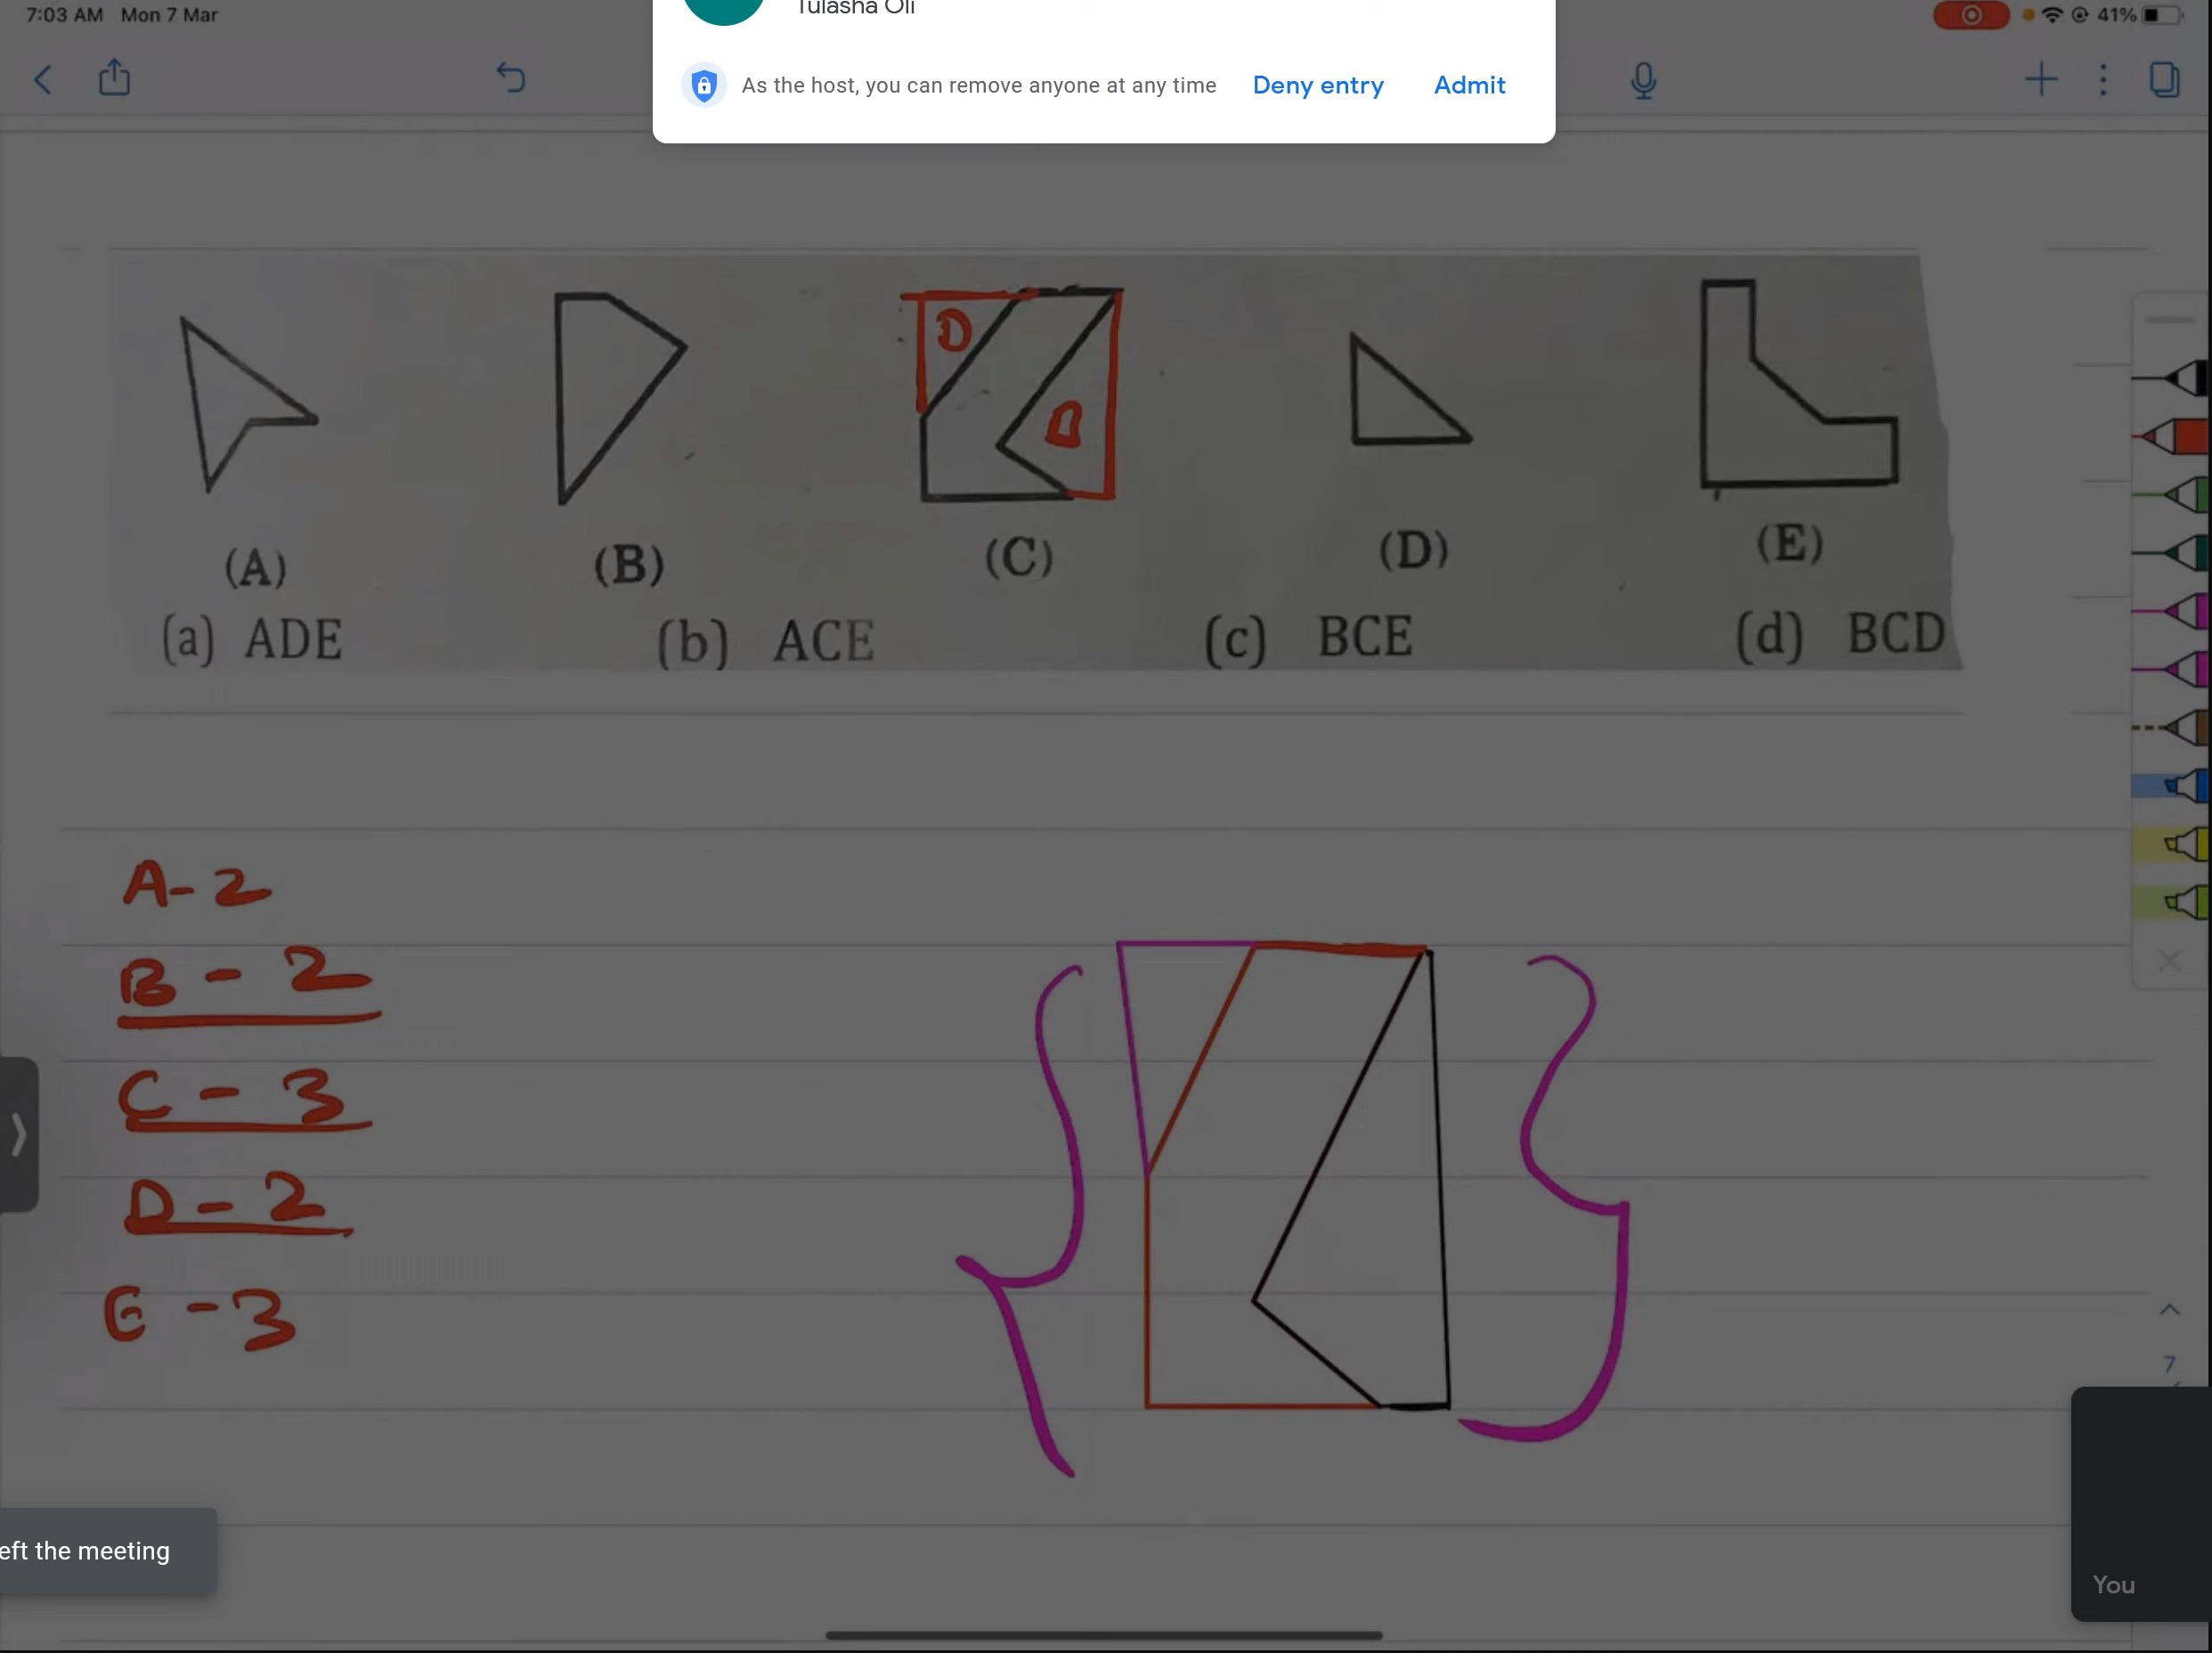 7:03 AM Mon 7 Mar
41%
Tulasha Oli
As the host, you can remove anyone at any time Deny entry Admit
D
B
(A) (B) (C) (D) (E)
(a) ADE (b) ACE (c) BCE (d) BCD
A- 2
B - 2
C - 3
D - 2
E - 3
7
eft the meeting
You